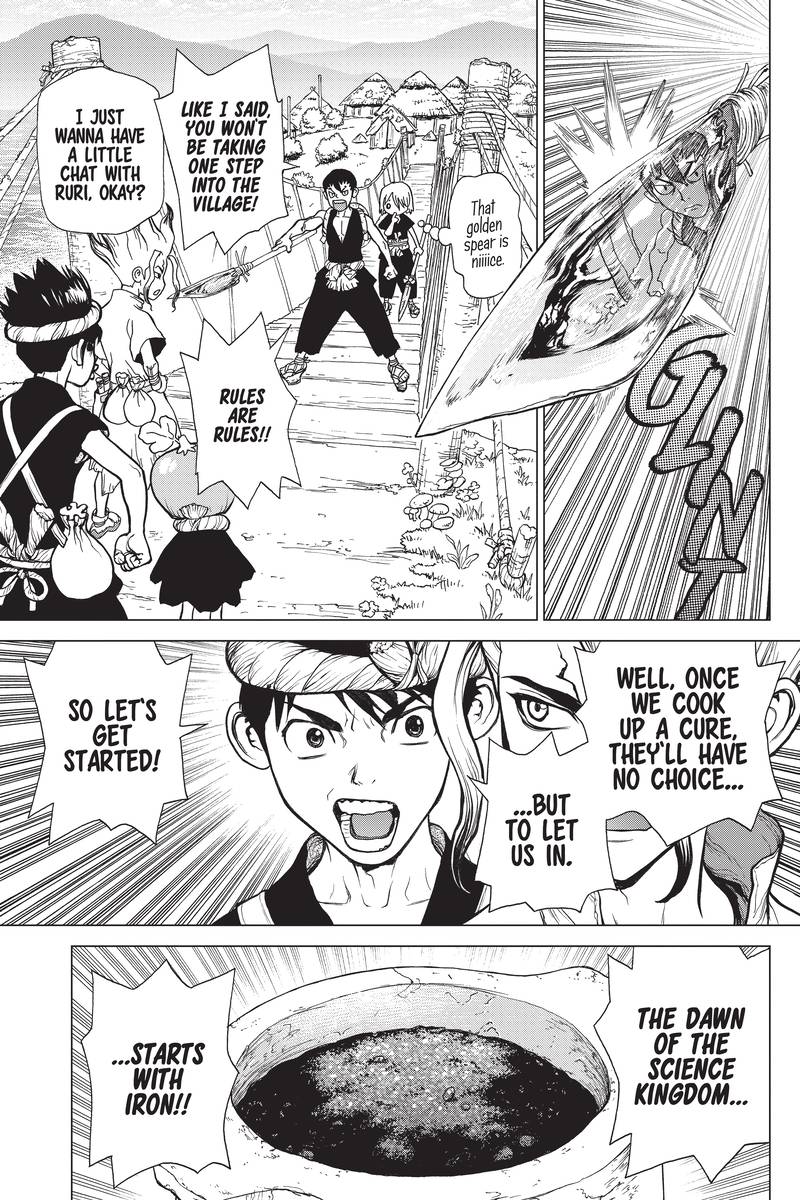 GLINT
LIKE I SAID,
YOU WON'T
BE TAKING
ONE STEP
INTO THE
VILLAGE!
That
golden
spear is
niiiice.
I JUST
WANNA HAVE
A LITTLE
CHAT WITH
RURI, OKAY?
RULES
ARE
RULES!!
WELL, ONCE
WE COOK
UP A CURE,
THEY'LL HAVE
NO CHOICE...
...BUT
TO LET
US IN.
SO LET'S
GET
STARTED!
THE DAWN
OF THE
SCIENCE
KINGDOM...
...STARTS
WITH
IRON!!